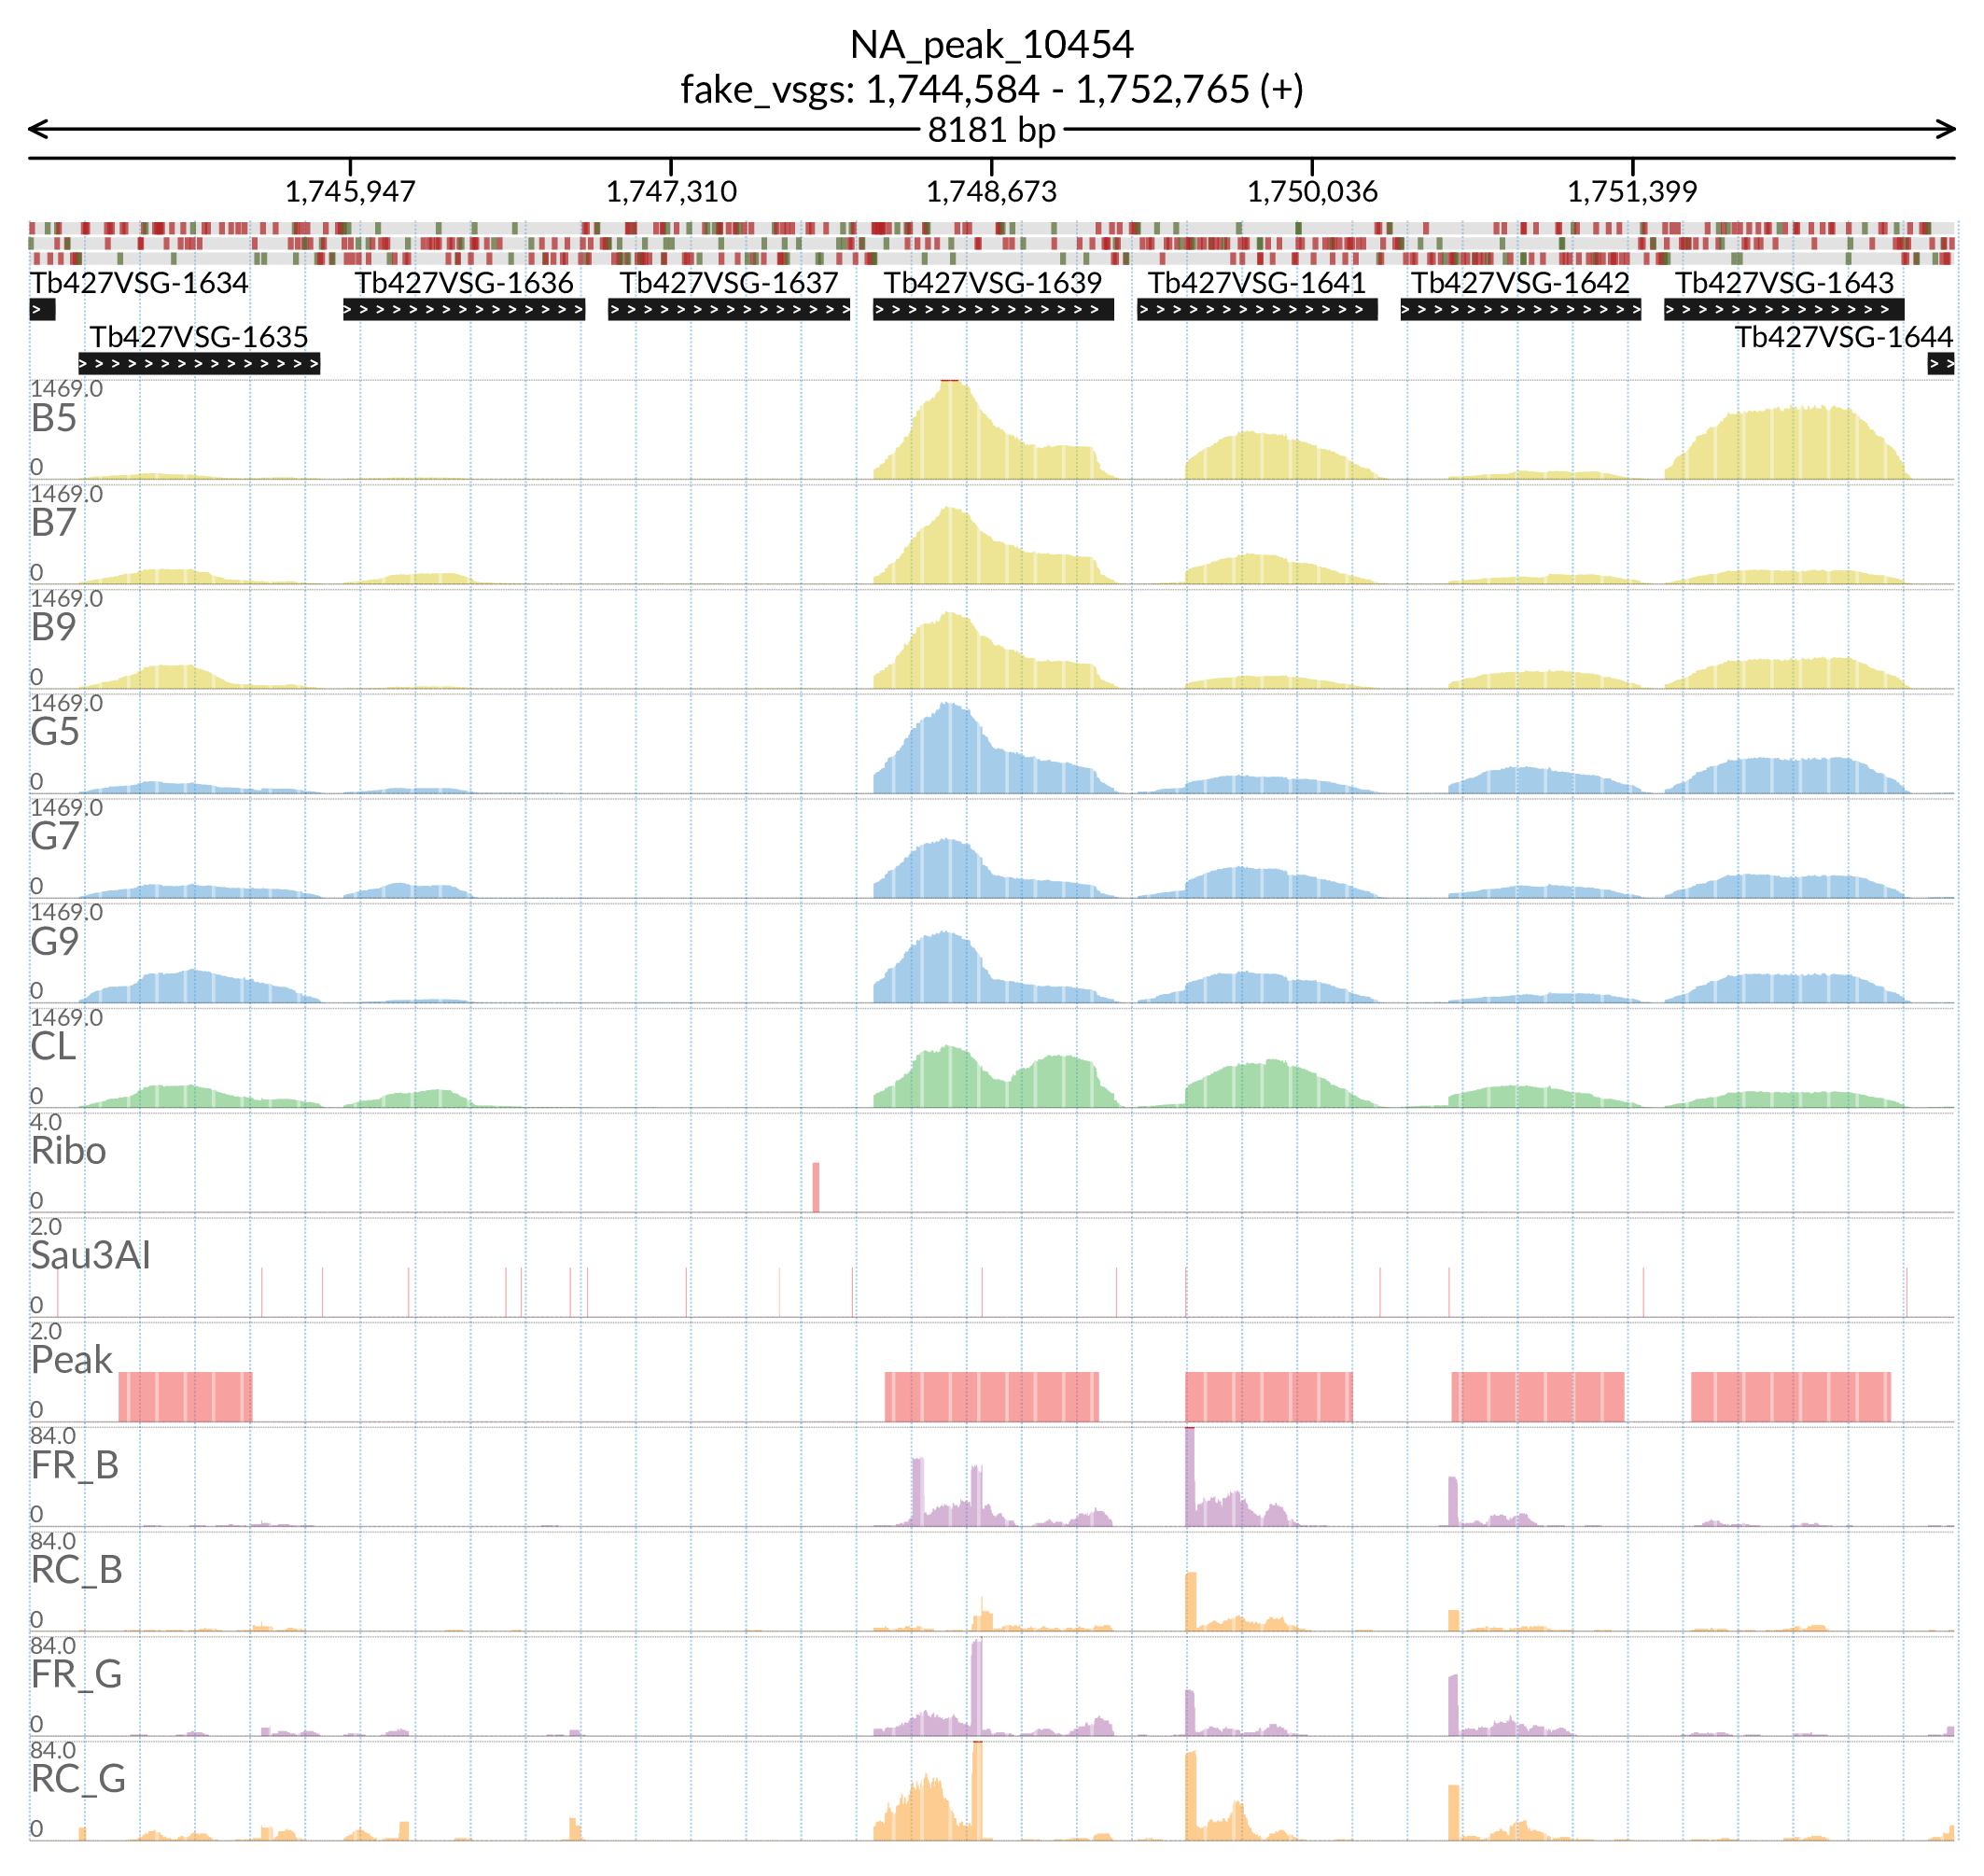 NA_peak_10454
fake_vsgs: 1,744,584 - 1,752,765 (+)
8181 bp
1,745,947 1,747,310 1,748,673 1,750,036 1,751,399
Tb427VSG-1634 Tb427VSG-1636 Tb427VSG-1637 Tb427VSG-1639 Tb427VSG-1641 Tb427VSG-1642 Tb427VSG-1643
Tb427VSG-1635 Tb427VSG-1644
1469.0
B5
0
1469.0
B7
0
1469.0
B9
0
1469.0
G5
0
1469.0
G7
0
1469.0
G9
0
1469.0
CL
0
4.0
Ribo
0
2.0
Sau3AI
0
2.0
Peak
0
84.0
FR_B
0
84.0
RC_B
0
84.0
FR_G
0
84.0
RC_G
0